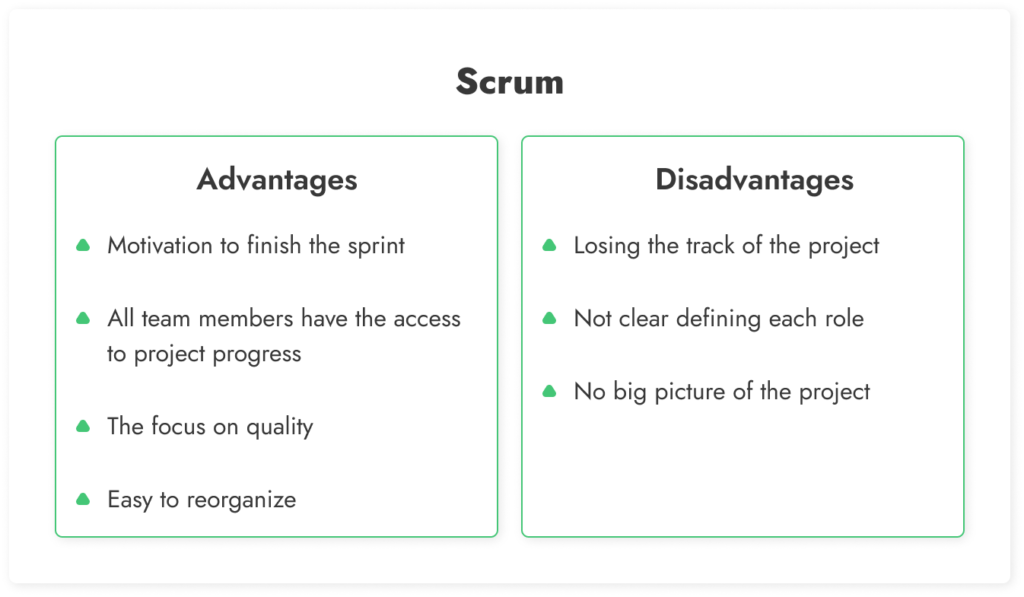 Scrum
Advantages
Motivation to finish the sprint
All team members have the access
to project progress
The focus on quality
Easy to reorganize
Disadvantages
Losing the track of the project
Not clear defining each role
No big picture of the project